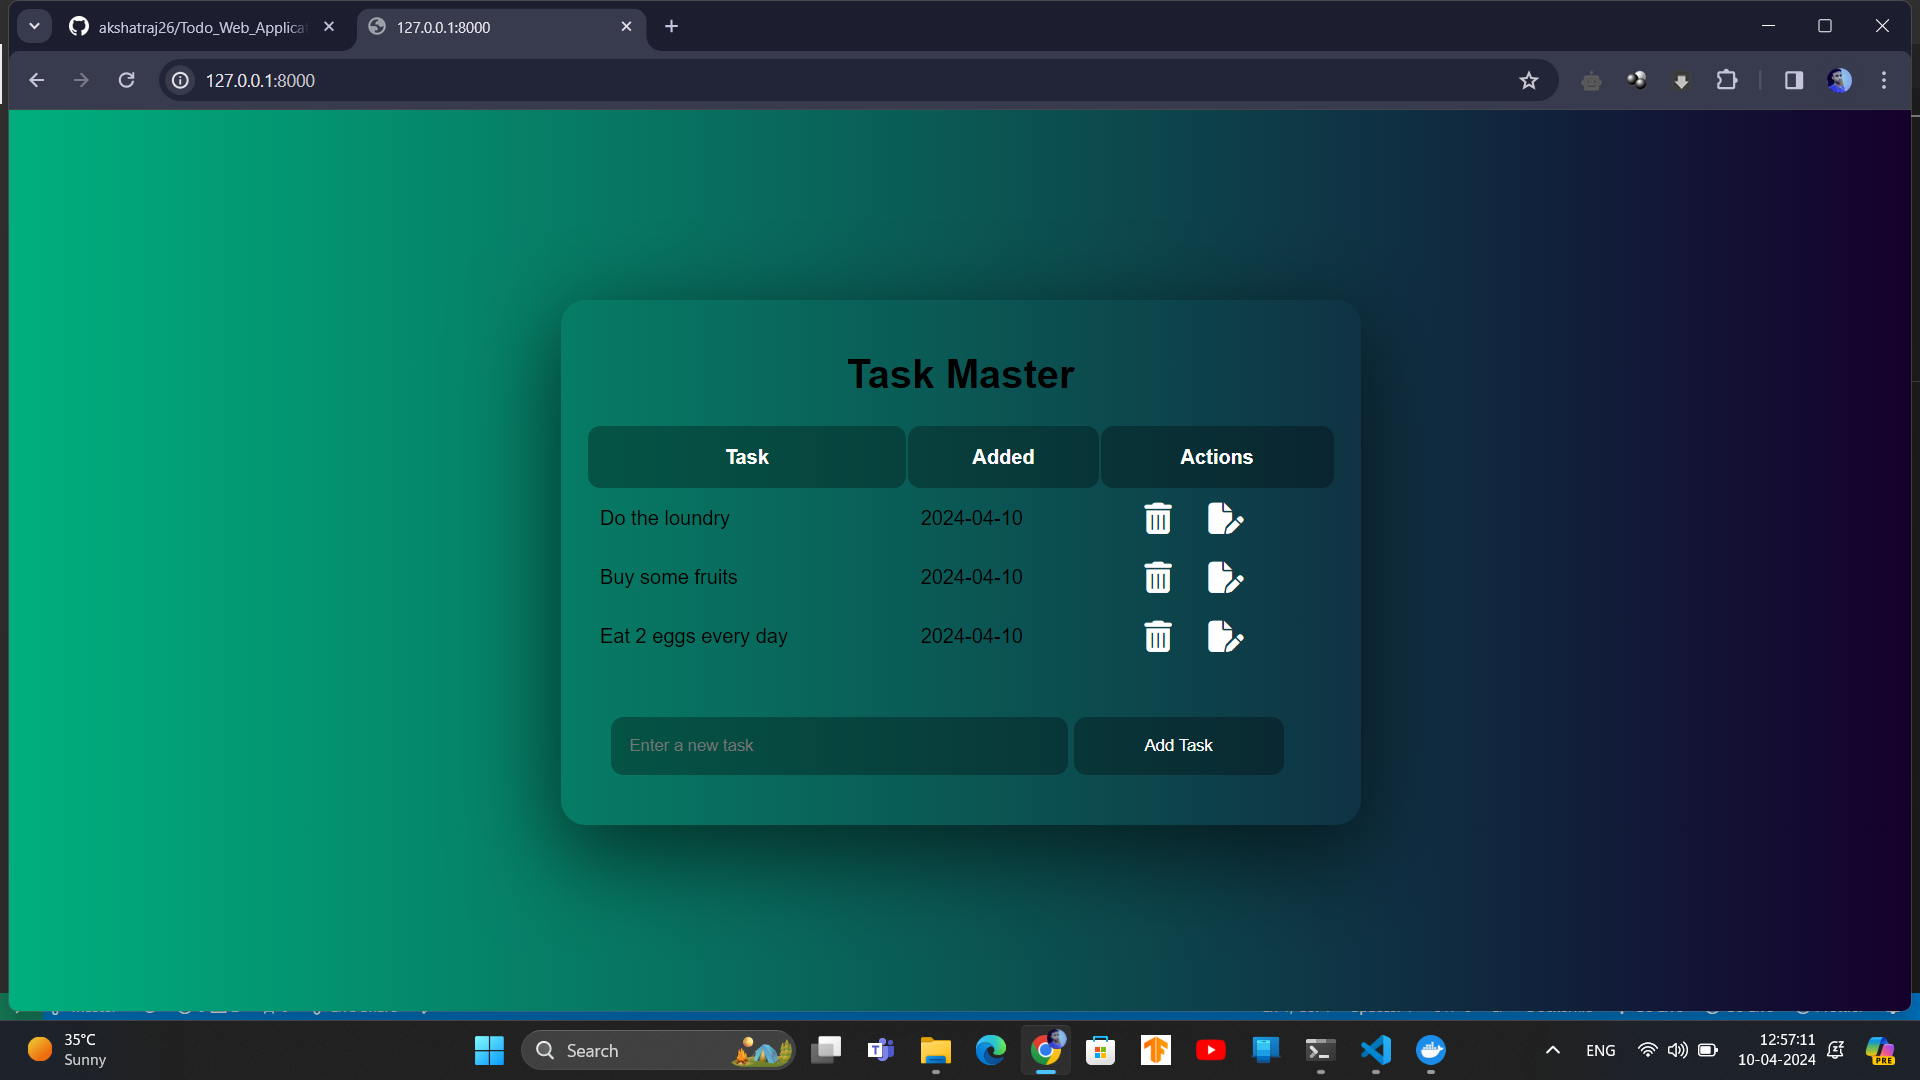 akshatraj26/Todo_Web_Applicat
127.0.0.1:8000
127.0.0.1:8000
Task Master
Task Added Actions
Do the loundry 2024-04-10
Buy some fruits 2024-04-10
Eat 2 eggs every day 2024-04-10
Enter a new task Add Task
35°C
Sunny
Search
ENG
12:57:11
10-04-2024
PRE